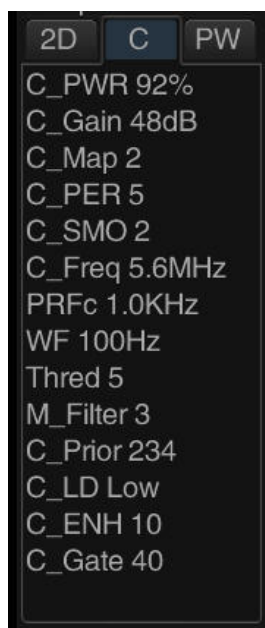 2D C PW
C_PWR 92%
C_Gain 48dB
C_Map 2
C_PER 5
C_SMO 2
C_Freq 5.6MHz
PRFc 1.0KHz
WF 100Hz
Thred 5
M_Filter 3
C_Prior 234
C_LD Low
C_ENH 10
C_Gate 40